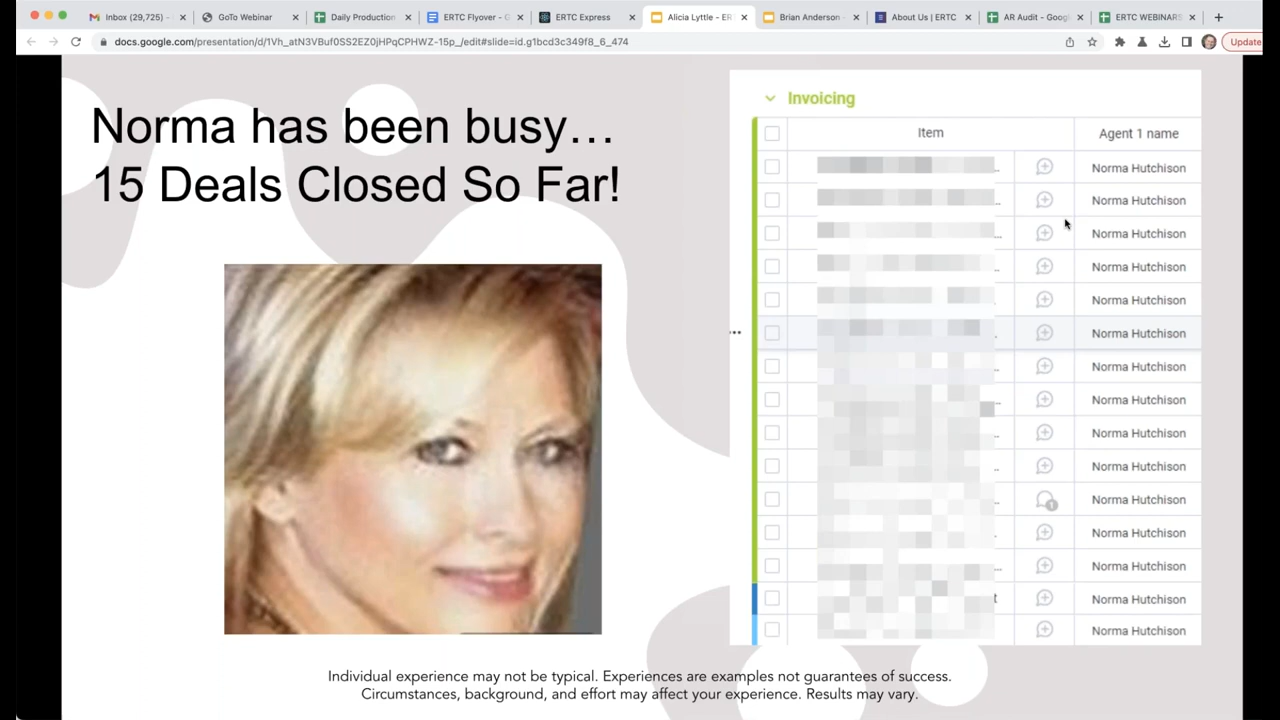 Inbox (29,725) -
GoTo Webinar
Daily Production
ERTC Flyover - G
ERTC Express
Alicia Lyttle - ER
Brian Anderson -
About Us | ERTC
AR Audit - Goog
ERTC WEBINAR
docs.google.com/presentation/d/1Vh_atN3VBuf0SS2EZ0jHPqCPHWZ-15p_/edit#slide=id.g1bcd3c349f8_6_474
Update
Norma has been busy…
15 Deals Closed So Far!
Invoicing
Item Agent 1 name
Norma Hutchison
Norma Hutchison
Norma Hutchison
Norma Hutchison
Norma Hutchison
Norma Hutchison
Norma Hutchison
Norma Hutchison
Norma Hutchison
Norma Hutchison
1 Norma Hutchison
Norma Hutchison
Norma Hutchison
Norma Hutchison
Norma Hutchison
Individual experience may not be typical. Experiences are examples not guarantees of success.
Circumstances, background, and effort may affect your experience. Results may vary.